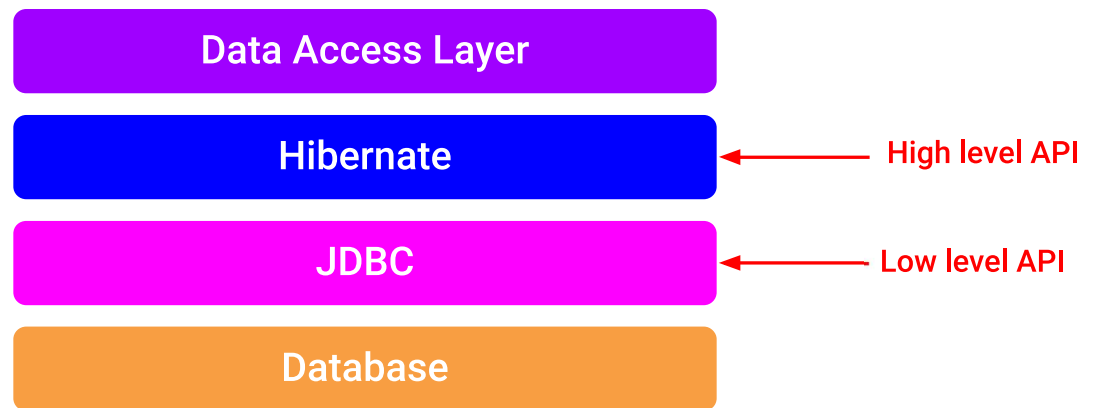 Data Access Layer
Hibernate
High level API
JDBC
Low level API
Database